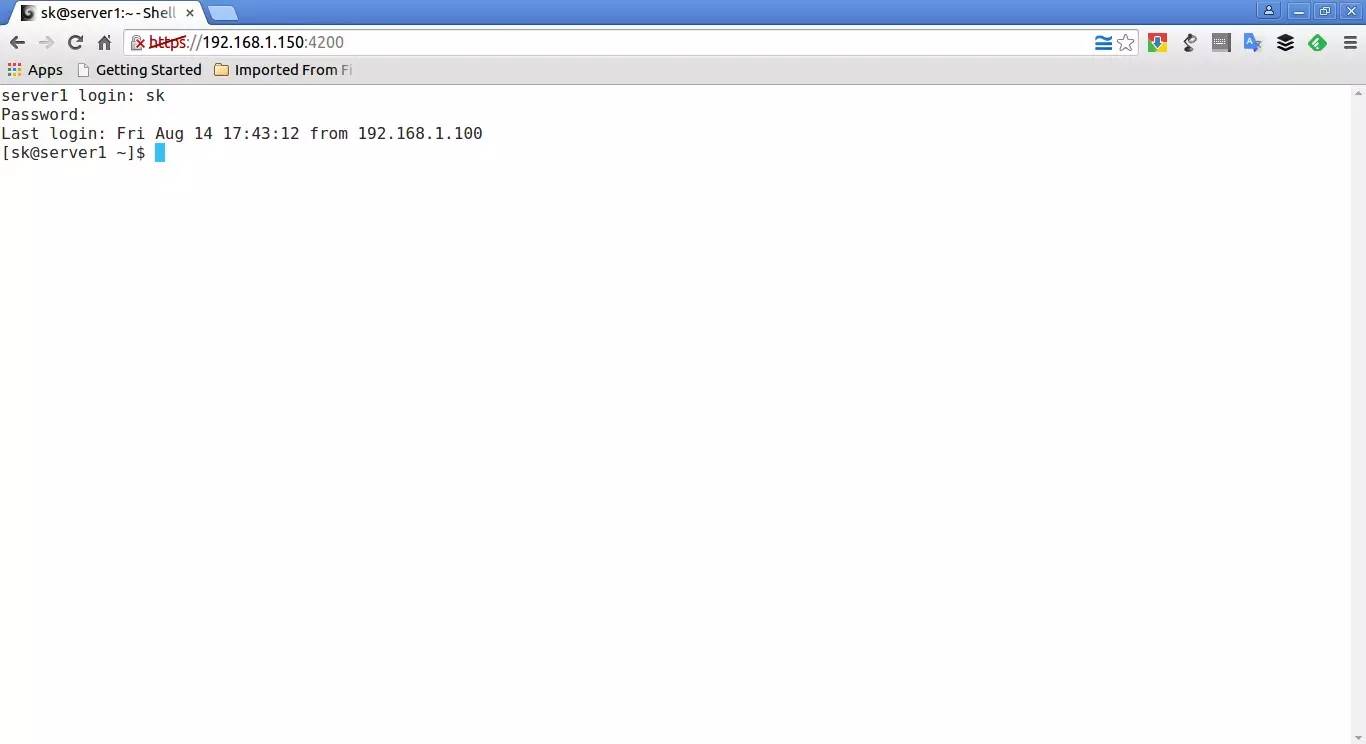 sk@server1:~ - Shell
https://192.168.1.150:4200
Apps Getting Started Imported From Fi
server1 login: sk
Password:
Last login: Fri Aug 14 17:43:12 from 192.168.1.100
[sk@server1 ~]$